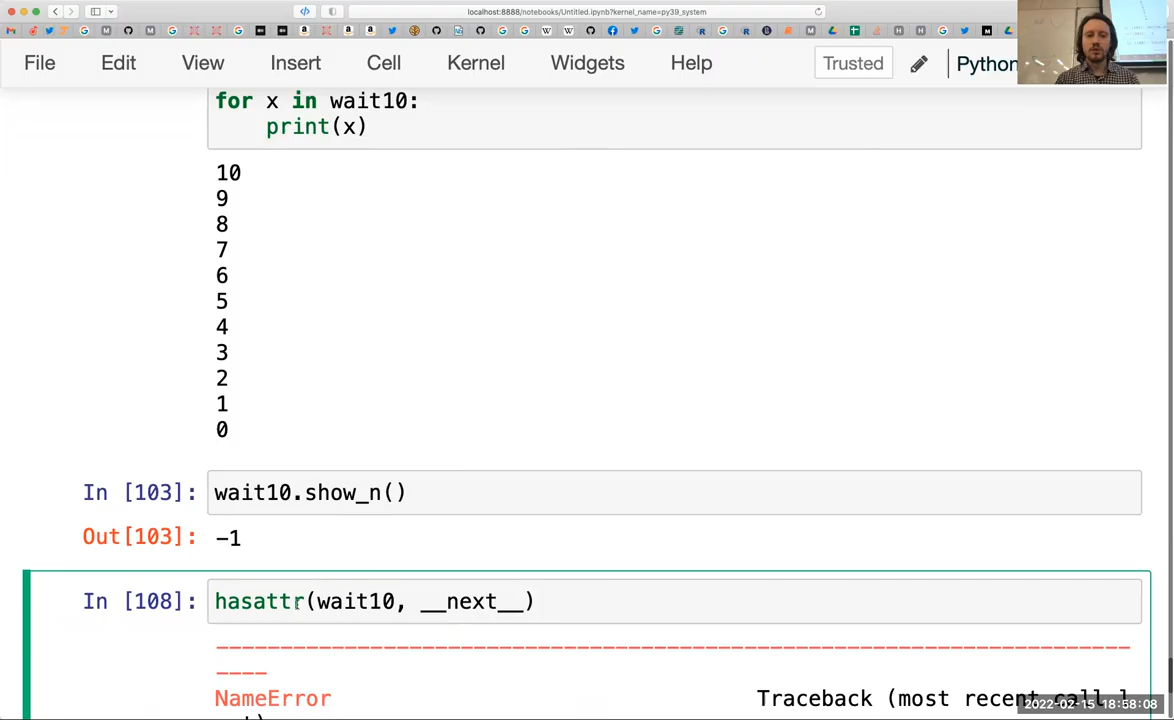 localhost:8888/notebooks/Untitled.ipynb?kernel_name=py39_system
File Edit View Insert Cell Kernel Widgets Help Trusted Python
for x in wait10:
print(x)
10
9
8
7
6
5
4
3
2
1
0
In [103]: wait10.show_n()
Out[103]: -1
In [108]: hasattr(wait10, __next__)
--------------------------------------------------------------------------- 
NameError Traceback (most recent call l
2022-02-15 18:58:08